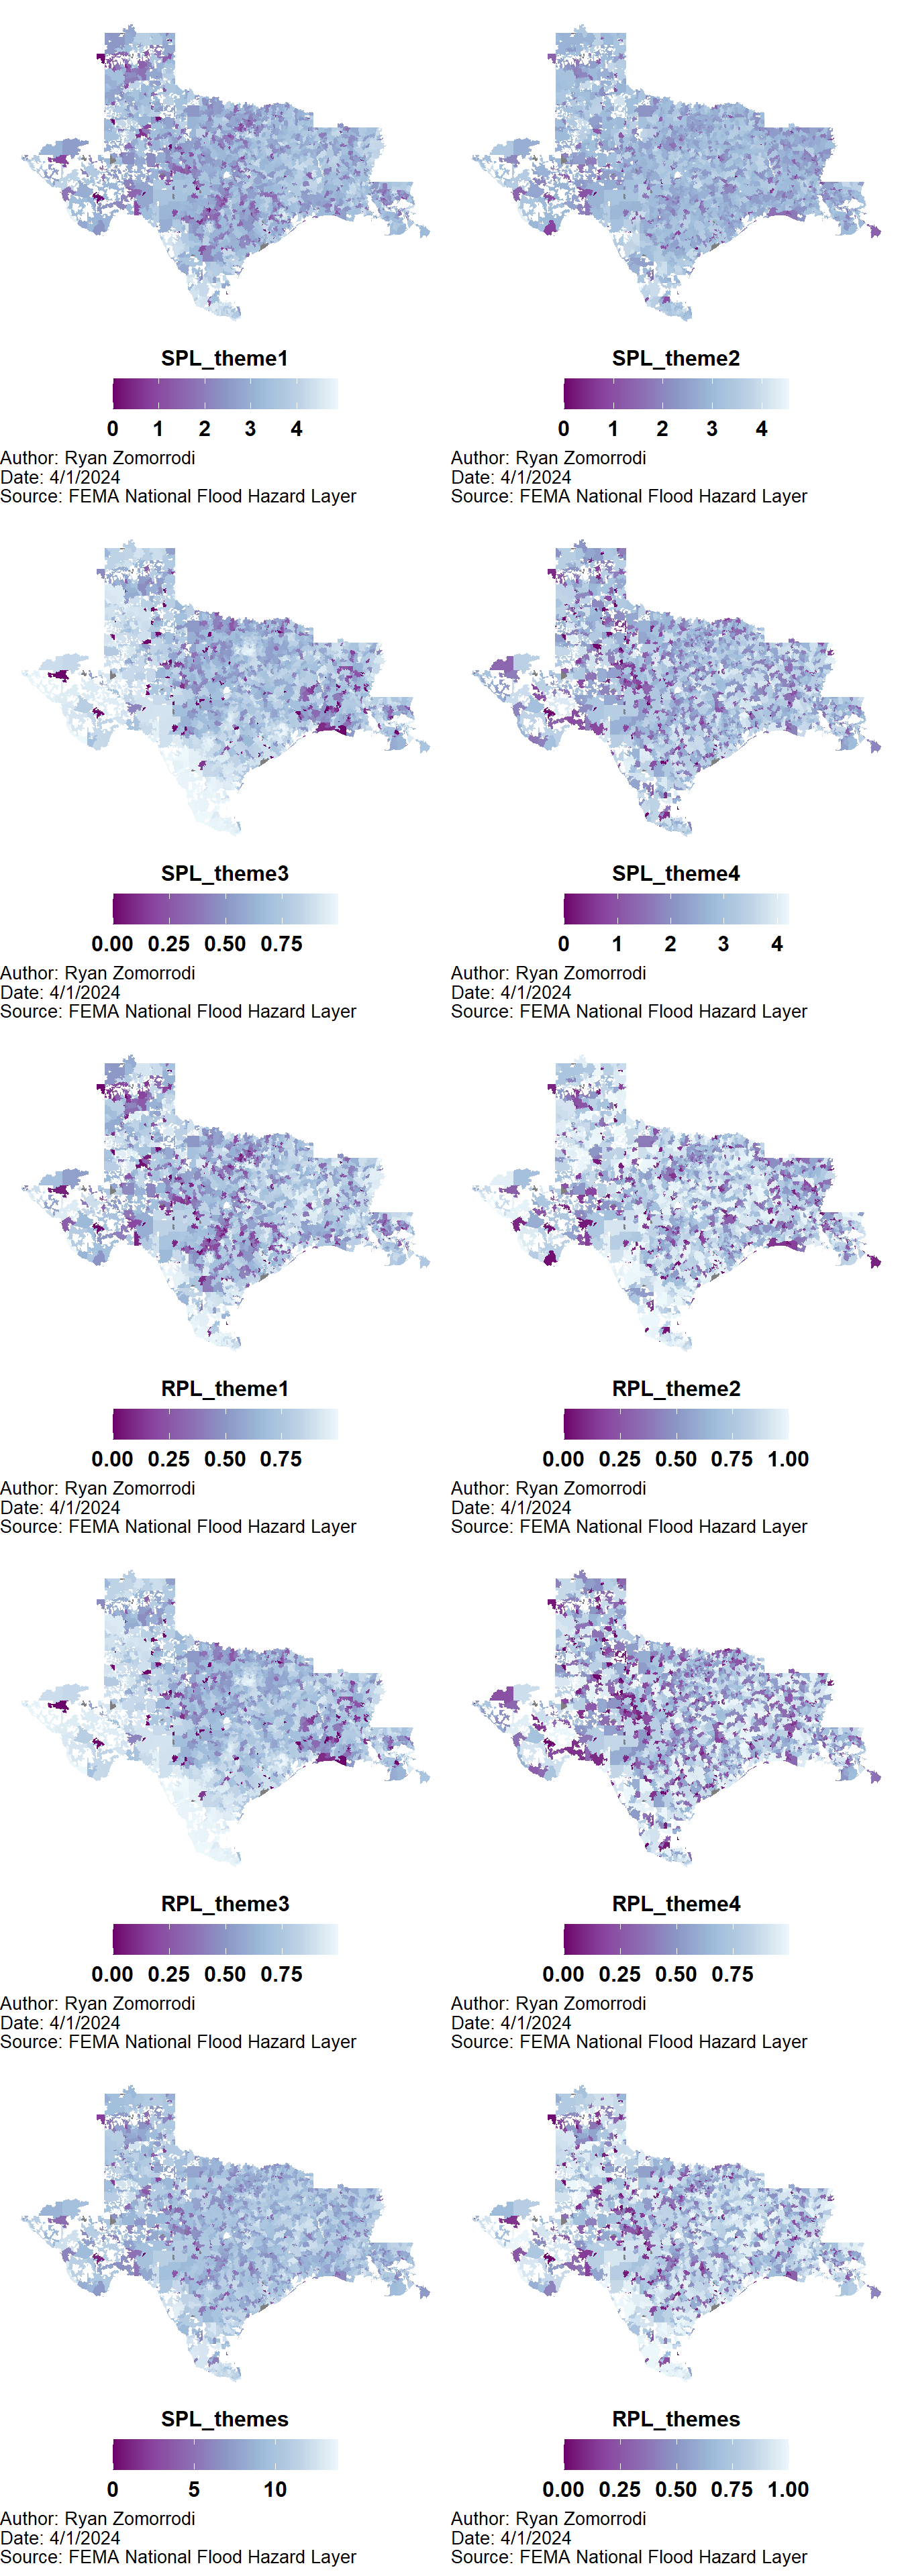 SPL_theme1
0 1 2 3 4
Author: Ryan Zomorrodi
Date: 4/1/2024
Source: FEMA National Flood Hazard Layer
SPL_theme2
0 1 2 3 4
Author: Ryan Zomorrodi
Date: 4/1/2024
Source: FEMA National Flood Hazard Layer
SPL_theme3
0.00 0.25 0.50 0.75
Author: Ryan Zomorrodi
Date: 4/1/2024
Source: FEMA National Flood Hazard Layer
SPL_theme4
0 1 2 3 4
Author: Ryan Zomorrodi
Date: 4/1/2024
Source: FEMA National Flood Hazard Layer
RPL_theme1
0.00 0.25 0.50 0.75
Author: Ryan Zomorrodi
Date: 4/1/2024
Source: FEMA National Flood Hazard Layer
RPL_theme2
0.00 0.25 0.50 0.75 1.00
Author: Ryan Zomorrodi
Date: 4/1/2024
Source: FEMA National Flood Hazard Layer
RPL_theme3
0.00 0.25 0.50 0.75
Author: Ryan Zomorrodi
Date: 4/1/2024
Source: FEMA National Flood Hazard Layer
RPL_theme4
0.00 0.25 0.50 0.75
Author: Ryan Zomorrodi
Date: 4/1/2024
Source: FEMA National Flood Hazard Layer
SPL_themes
0 5 10
Author: Ryan Zomorrodi
Date: 4/1/2024
Source: FEMA National Flood Hazard Layer
RPL_themes
0.00 0.25 0.50 0.75 1.00
Author: Ryan Zomorrodi
Date: 4/1/2024
Source: FEMA National Flood Hazard Layer